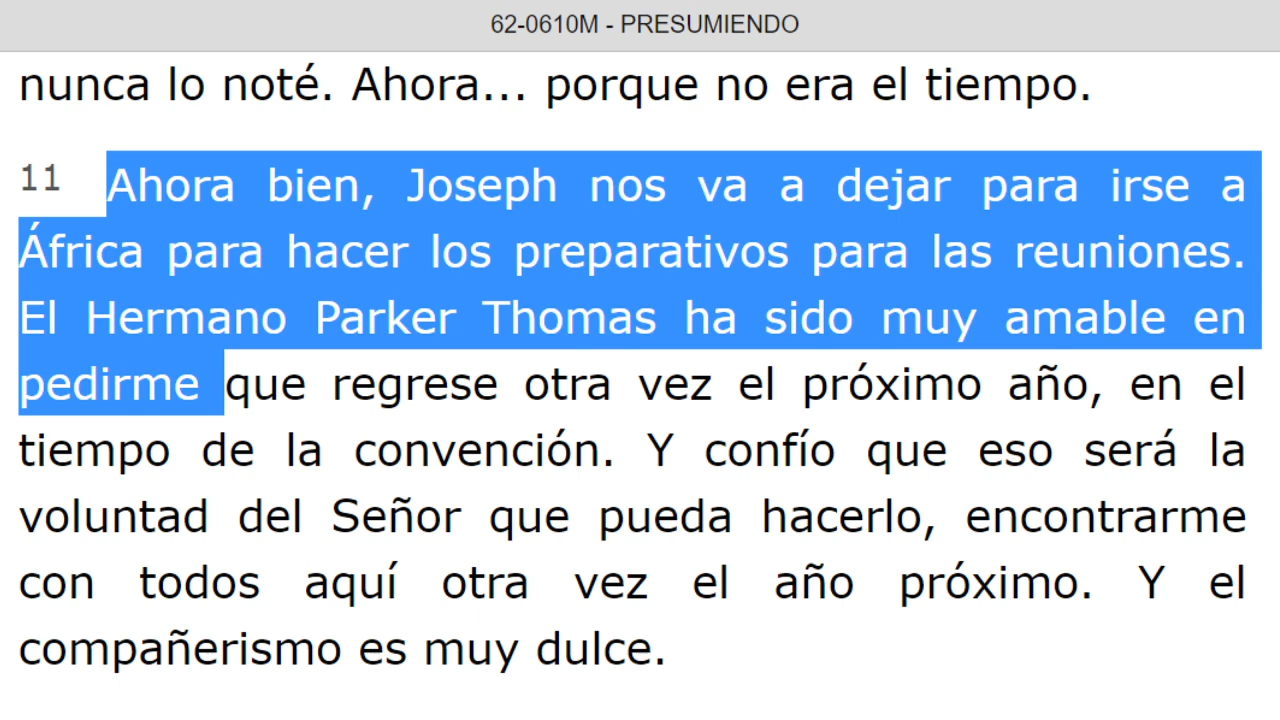 62-0610M - PRESUMIENDO
nunca lo noté. Ahora... porque no era el tiempo.
11 Ahora bien, Joseph nos va a dejar para irse a
África para hacer los preparativos para las reuniones.
El Hermano Parker Thomas ha sido muy amable en
pedirme que regrese otra vez el próximo año, en el
tiempo de la convención. Y confío que eso será la
voluntad del Señor que pueda hacerlo, encontrarme
con todos aquí otra vez el año próximo. Y el
compañerismo es muy dulce.